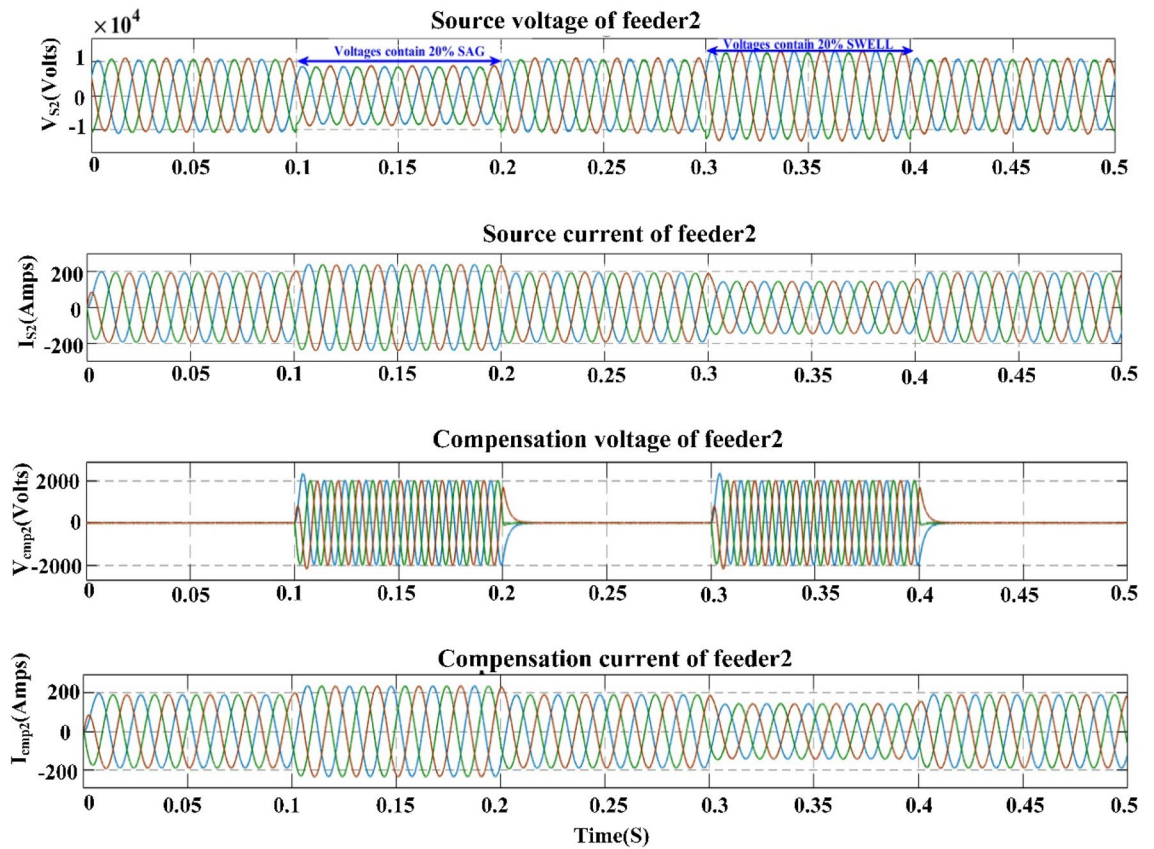 Source voltage of feeder2
×10⁴
Voltages contain 20% SAG
Voltages contain 20% SWELL
V_S2(Volts)
1
0
-1
0 0.05 0.1 0.15 0.2 0.25 0.3 0.35 0.4 0.45 0.5
Source current of feeder2
I_S2(Amps)
200
0
-200
0 0.05 0.1 0.15 0.2 0.25 0.3 0.35 0.4 0.45 0.5
Compensation voltage of feeder2
V_cmp2(Volts)
2000
0
-2000
0 0.05 0.1 0.15 0.2 0.25 0.3 0.35 0.4 0.45 0.5
Compensation current of feeder2
I_cmp2(Amps)
200
0
-200
0 0.05 0.1 0.15 0.2 0.25 0.3 0.35 0.4 0.45 0.5
Time(S)